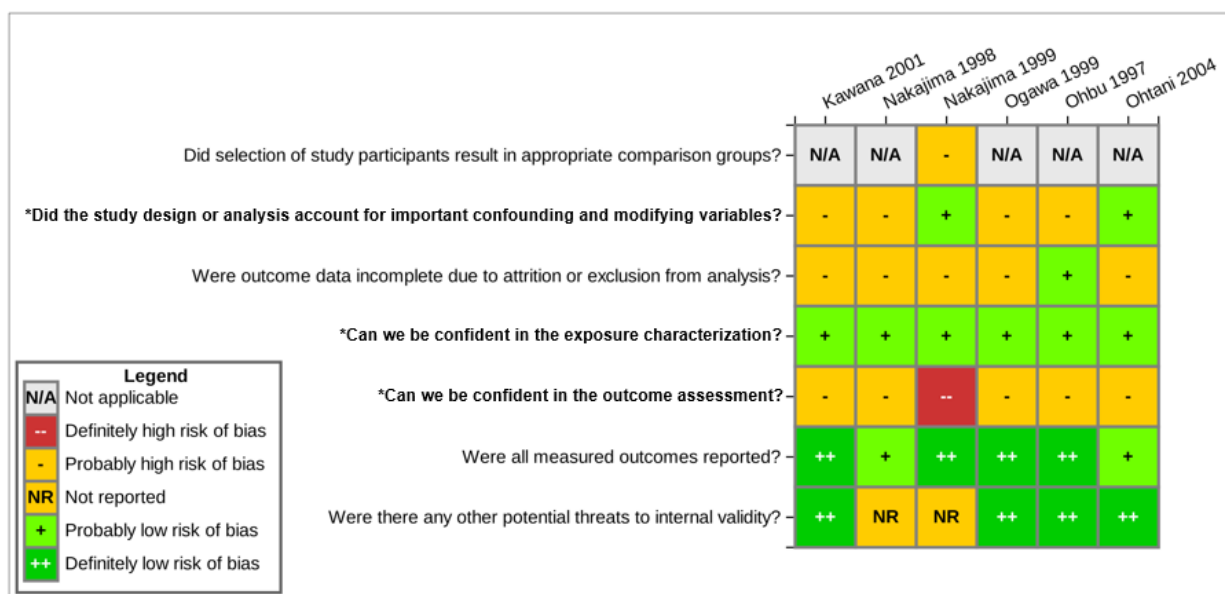 Kawana 2001 Nakajima 1998 Nakajima 1999 Ogawa 1999 Ohbu 1997 Ohtani 2004
Did selection of study participants result in appropriate comparison groups? N/A N/A - N/A N/A N/A
*Did the study design or analysis account for important confounding and modifying variables? - - + - - +
Were outcome data incomplete due to attrition or exclusion from analysis? - - - - + -
*Can we be confident in the exposure characterization? + + + + + +
*Can we be confident in the outcome assessment? - - -- - - -
Were all measured outcomes reported? ++ + ++ ++ ++ +
Were there any other potential threats to internal validity? ++ NR NR ++ ++ ++
Legend
N/A Not applicable
-- Definitely high risk of bias
- Probably high risk of bias
NR Not reported
+ Probably low risk of bias
++ Definitely low risk of bias